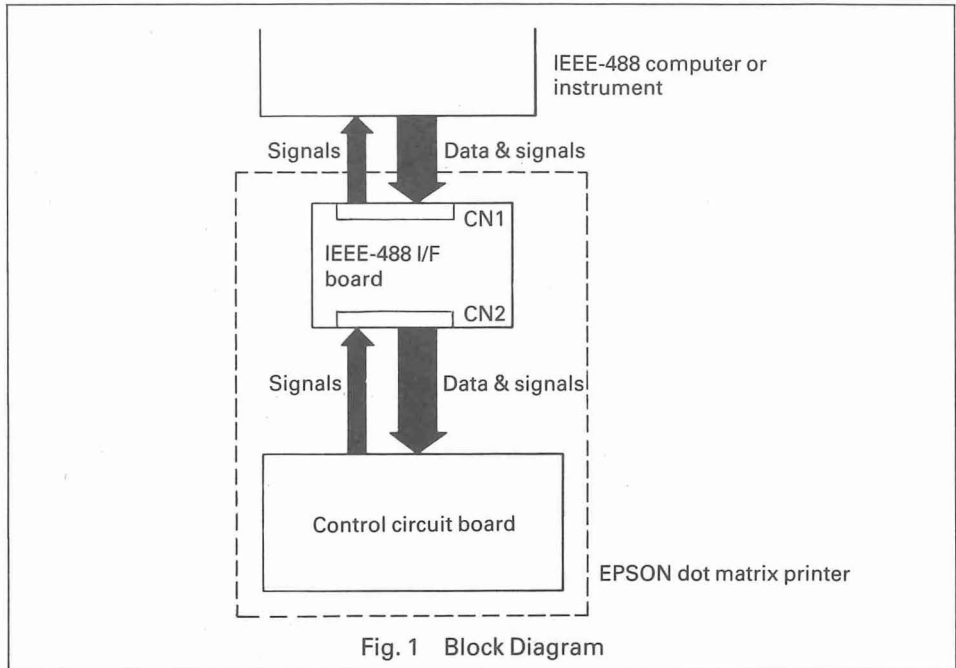 IEEE-488 computer or
instrument
Signals
Data & signals
CN1
IEEE-488 I/F
board
CN2
Signals
Data & signals
Control circuit board
EPSON dot matrix printer
Fig. 1 Block Diagram